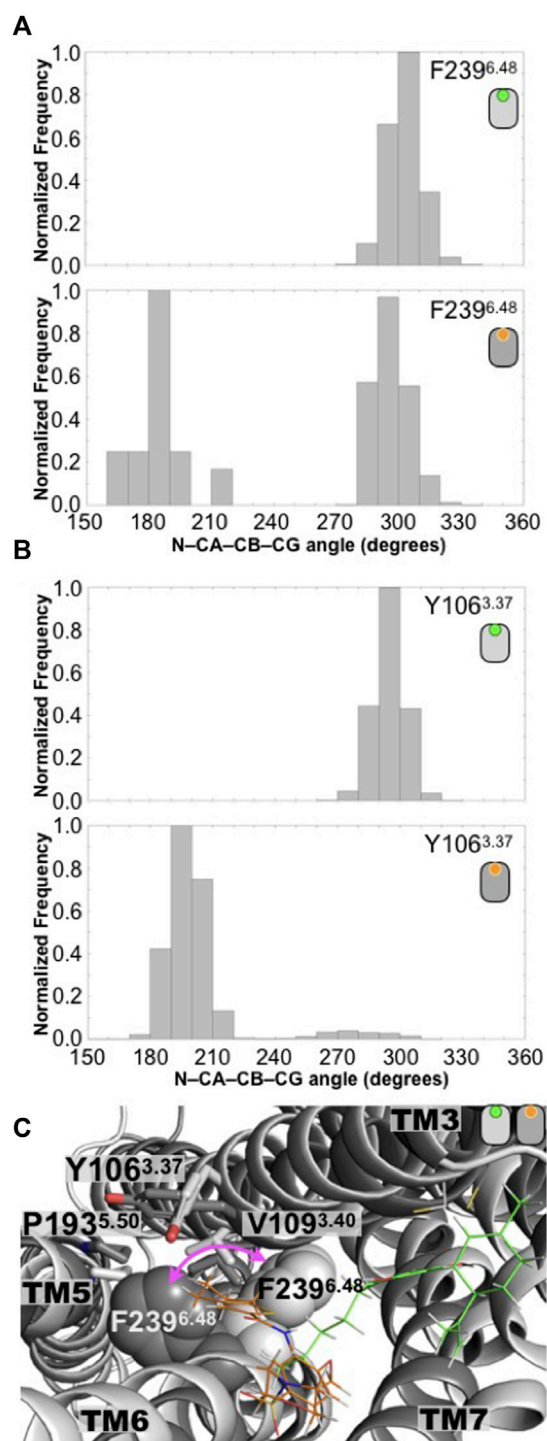 A
Normalized Frequency
1.0
0.8
0.6
0.4
0.2
0.0
F239^6.48
Normalized Frequency
1.0
0.8
0.6
0.4
0.2
0.0
F239^6.48
150 180 210 240 270 300 330 360
N–CA–CB–CG angle (degrees)
B
Normalized Frequency
1.0
0.8
0.6
0.4
0.2
0.0
Y106^3.37
Normalized Frequency
1.0
0.8
0.6
0.4
0.2
0.0
Y106^3.37
150 180 210 240 270 300 330 360
N–CA–CB–CG angle (degrees)
C
TM3
Y106^3.37
P193^5.50
V109^3.40
TM5
F239^6.48
F239^6.48
TM6
TM7